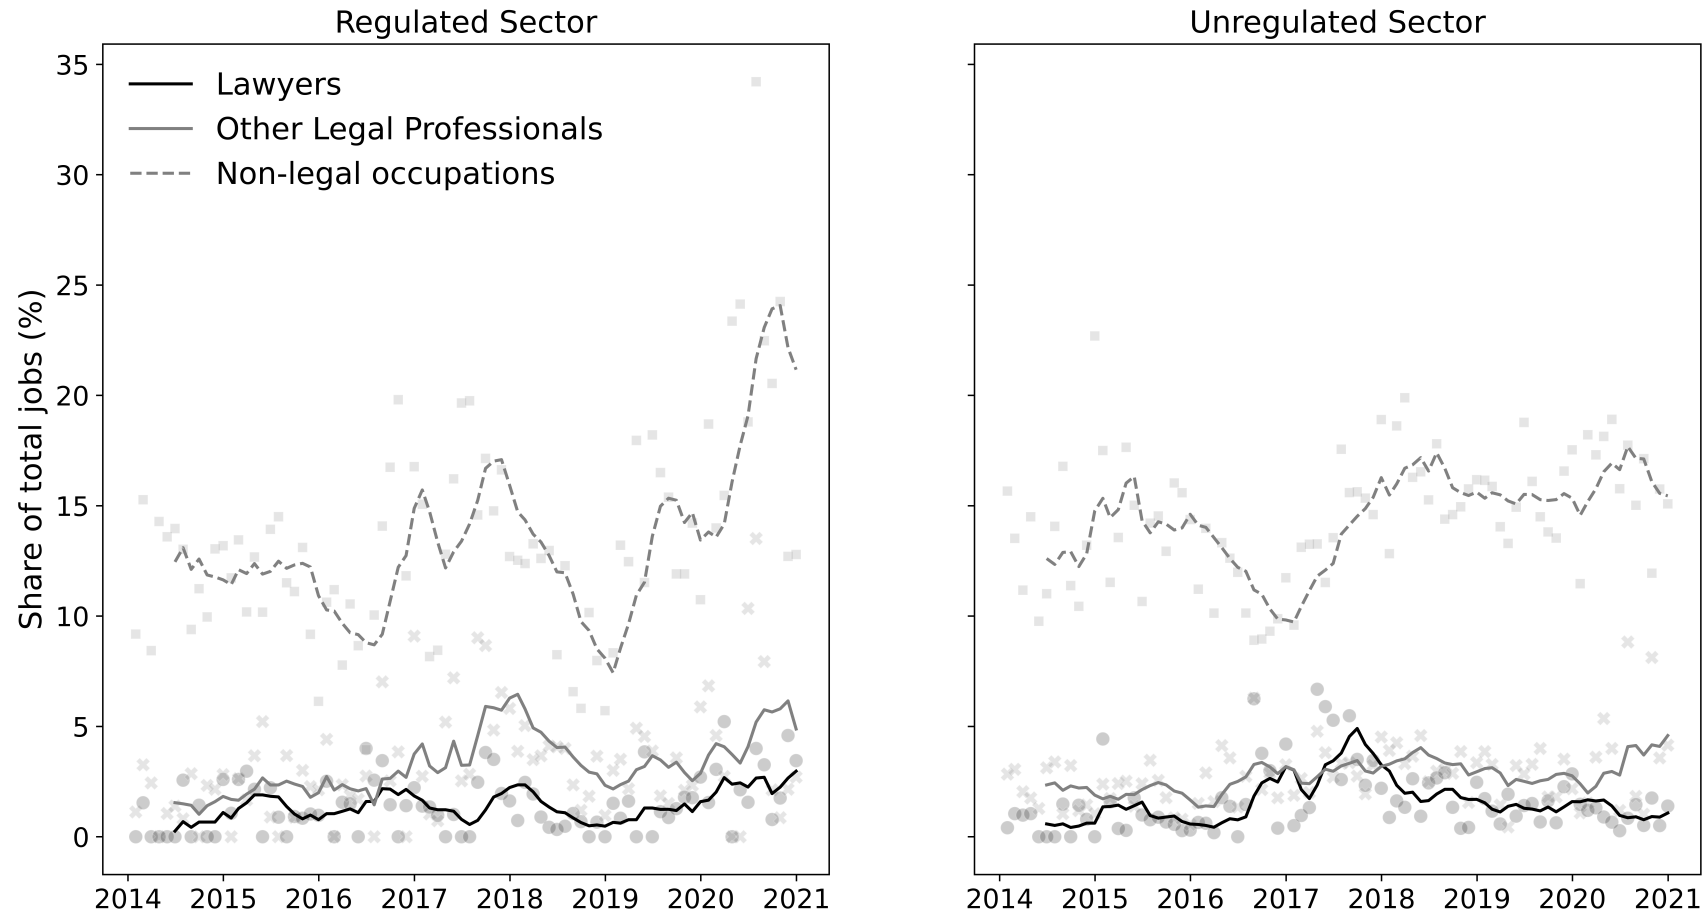 Regulated Sector
Unregulated Sector
Share of total jobs (%)
35
30
25
20
15
10
5
0
Lawyers
Other Legal Professionals
Non-legal occupations
2014 2015 2016 2017 2018 2019 2020 2021
2014 2015 2016 2017 2018 2019 2020 2021